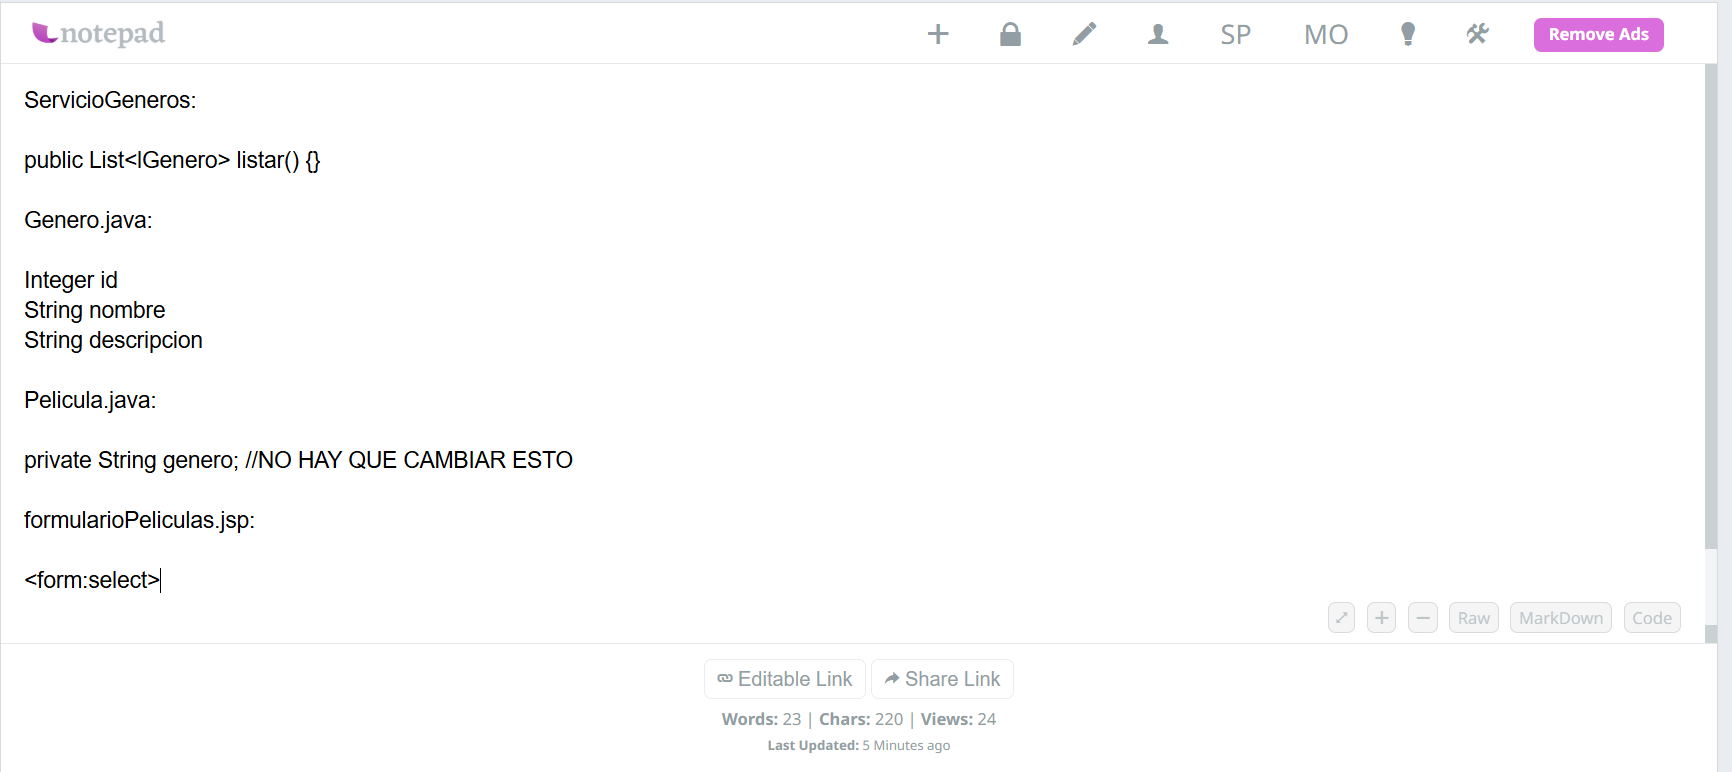 notepad
SP MO Remove Ads
ServicioGeneros:
public List<IGenero> listar() {}
Genero.java:
Integer id
String nombre
String descripcion
Pelicula.java:
private String genero; //NO HAY QUE CAMBIAR ESTO
formularioPeliculas.jsp:
<form:select>
Raw MarkDown Code
Editable Link Share Link
Words: 23 | Chars: 220 | Views: 24
Last Updated: 5 Minutes ago